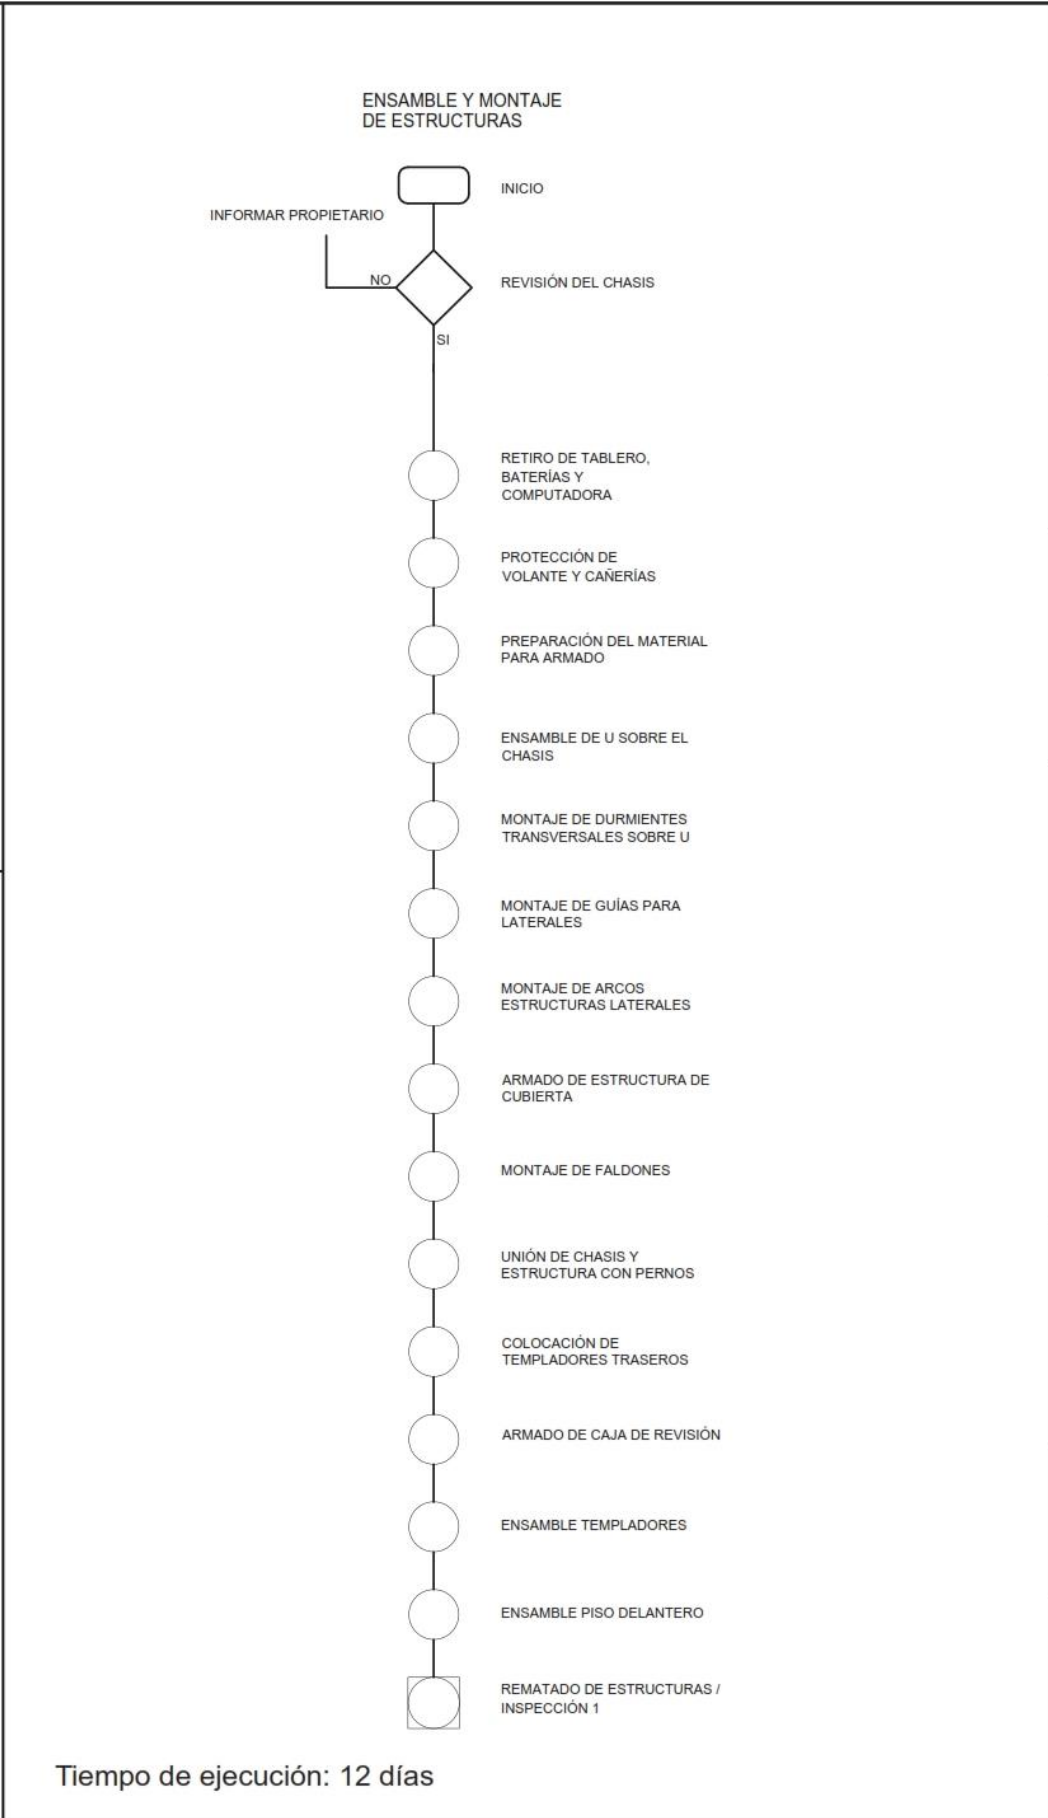 ENSAMBLE Y MONTAJE
DE ESTRUCTURAS
INICIO
INFORMAR PROPIETARIO
NO
REVISIÓN DEL CHASIS
SI
RETIRO DE TABLERO,
BATERÍAS Y
COMPUTADORA
PROTECCIÓN DE
VOLANTE Y CAÑERÍAS
PREPARACIÓN DEL MATERIAL
PARA ARMADO
ENSAMBLE DE U SOBRE EL
CHASIS
MONTAJE DE DURMIENTES
TRANSVERSALES SOBRE U
MONTAJE DE GUÍAS PARA
LATERALES
MONTAJE DE ARCOS
ESTRUCTURAS LATERALES
ARMADO DE ESTRUCTURA DE
CUBIERTA
MONTAJE DE FALDONES
UNIÓN DE CHASIS Y
ESTRUCTURA CON PERNOS
COLOCACIÓN DE
TEMPLADORES TRASEROS
ARMADO DE CAJA DE REVISIÓN
ENSAMBLE TEMPLADORES
ENSAMBLE PISO DELANTERO
REMATADO DE ESTRUCTURAS /
INSPECCIÓN 1
Tiempo de ejecución: 12 días